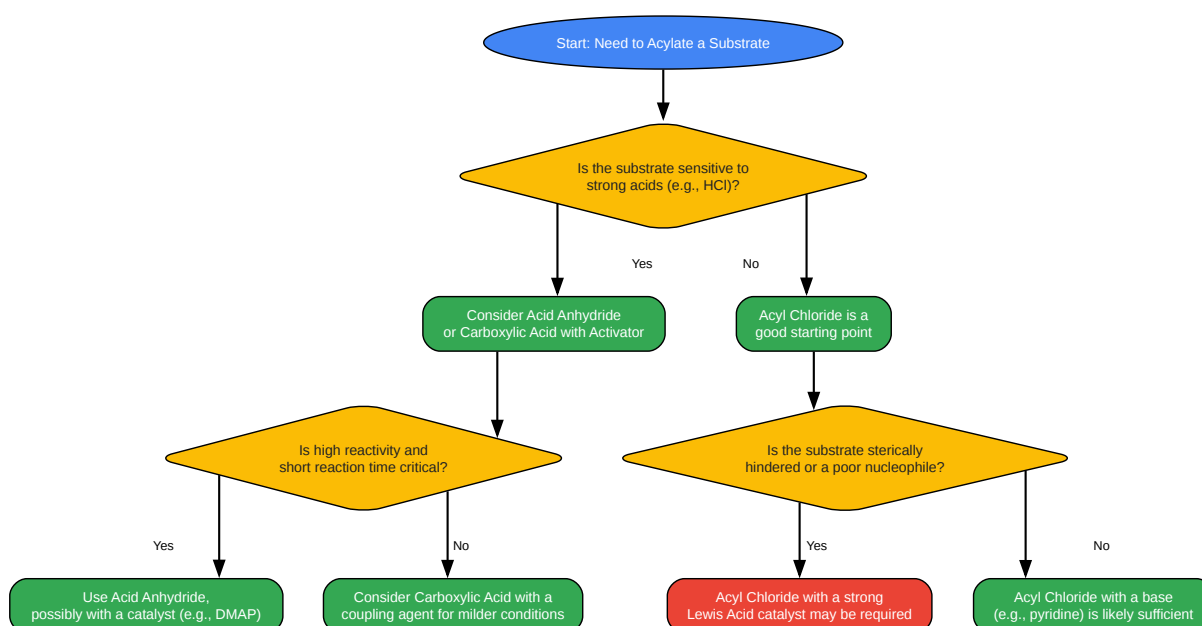 Start: Need to Acylate a Substrate
Is the substrate sensitive to
strong acids (e.g., HCl)?
Yes
No
Consider Acid Anhydride
or Carboxylic Acid with Activator
Acyl Chloride is a
good starting point
Is high reactivity and
short reaction time critical?
Is the substrate sterically
hindered or a poor nucleophile?
Yes
No
Yes
No
Use Acid Anhydride,
possibly with a catalyst (e.g., DMAP)
Consider Carboxylic Acid with a
coupling agent for milder conditions
Acyl Chloride with a strong
Lewis Acid catalyst may be required
Acyl Chloride with a base
(e.g., pyridine) is likely sufficient